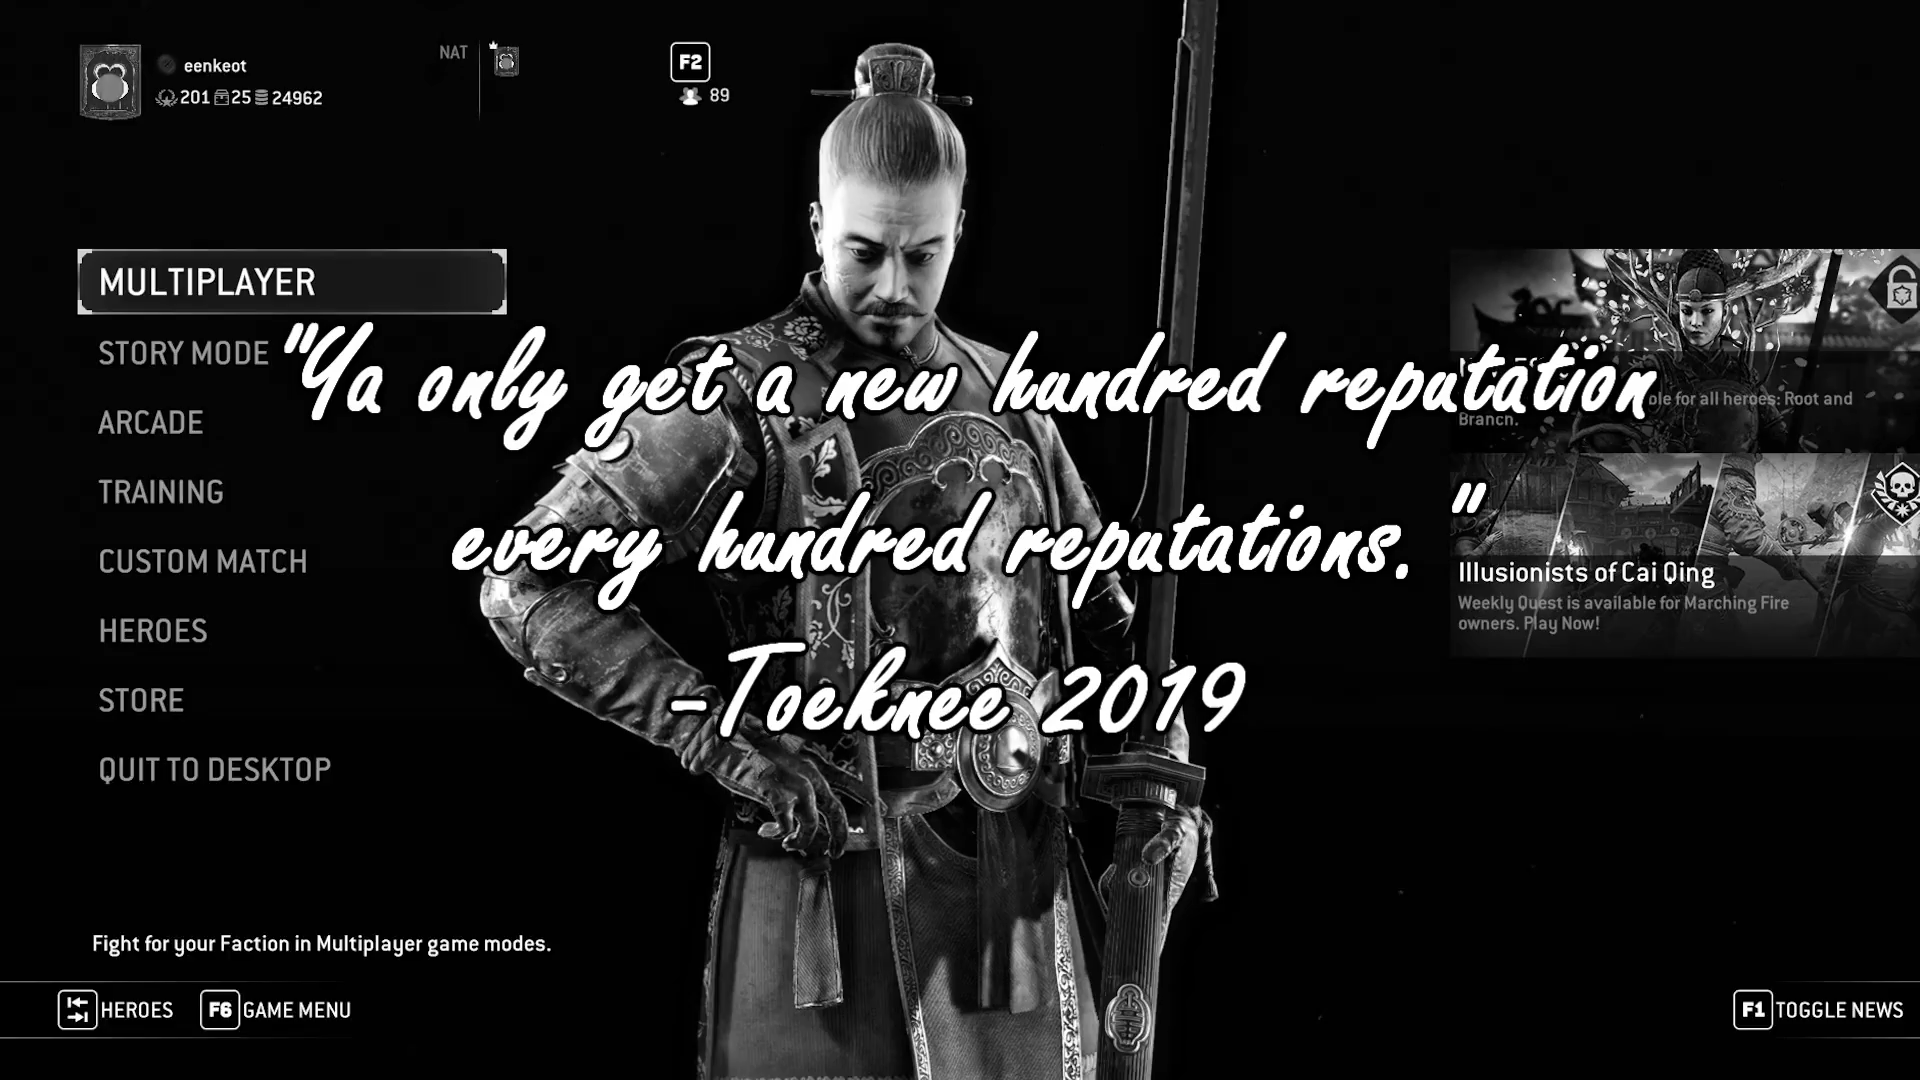 eenkeot
201 25 24962
NAT
F2
89
MULTIPLAYER
STORY MODE
ARCADE
TRAINING
CUSTOM MATCH
HEROES
STORE
QUIT TO DESKTOP
"Ya only get a new hundred reputation
every hundred reputations. "
-Toeknee 2019
for all heroes: Root and
Branch.
Illusionists of Cai Qing
Weekly Quest is available for Marching Fire
owners. Play Now!
Fight for your Faction in Multiplayer game modes.
HEROES F6 GAME MENU
F1 TOGGLE NEWS